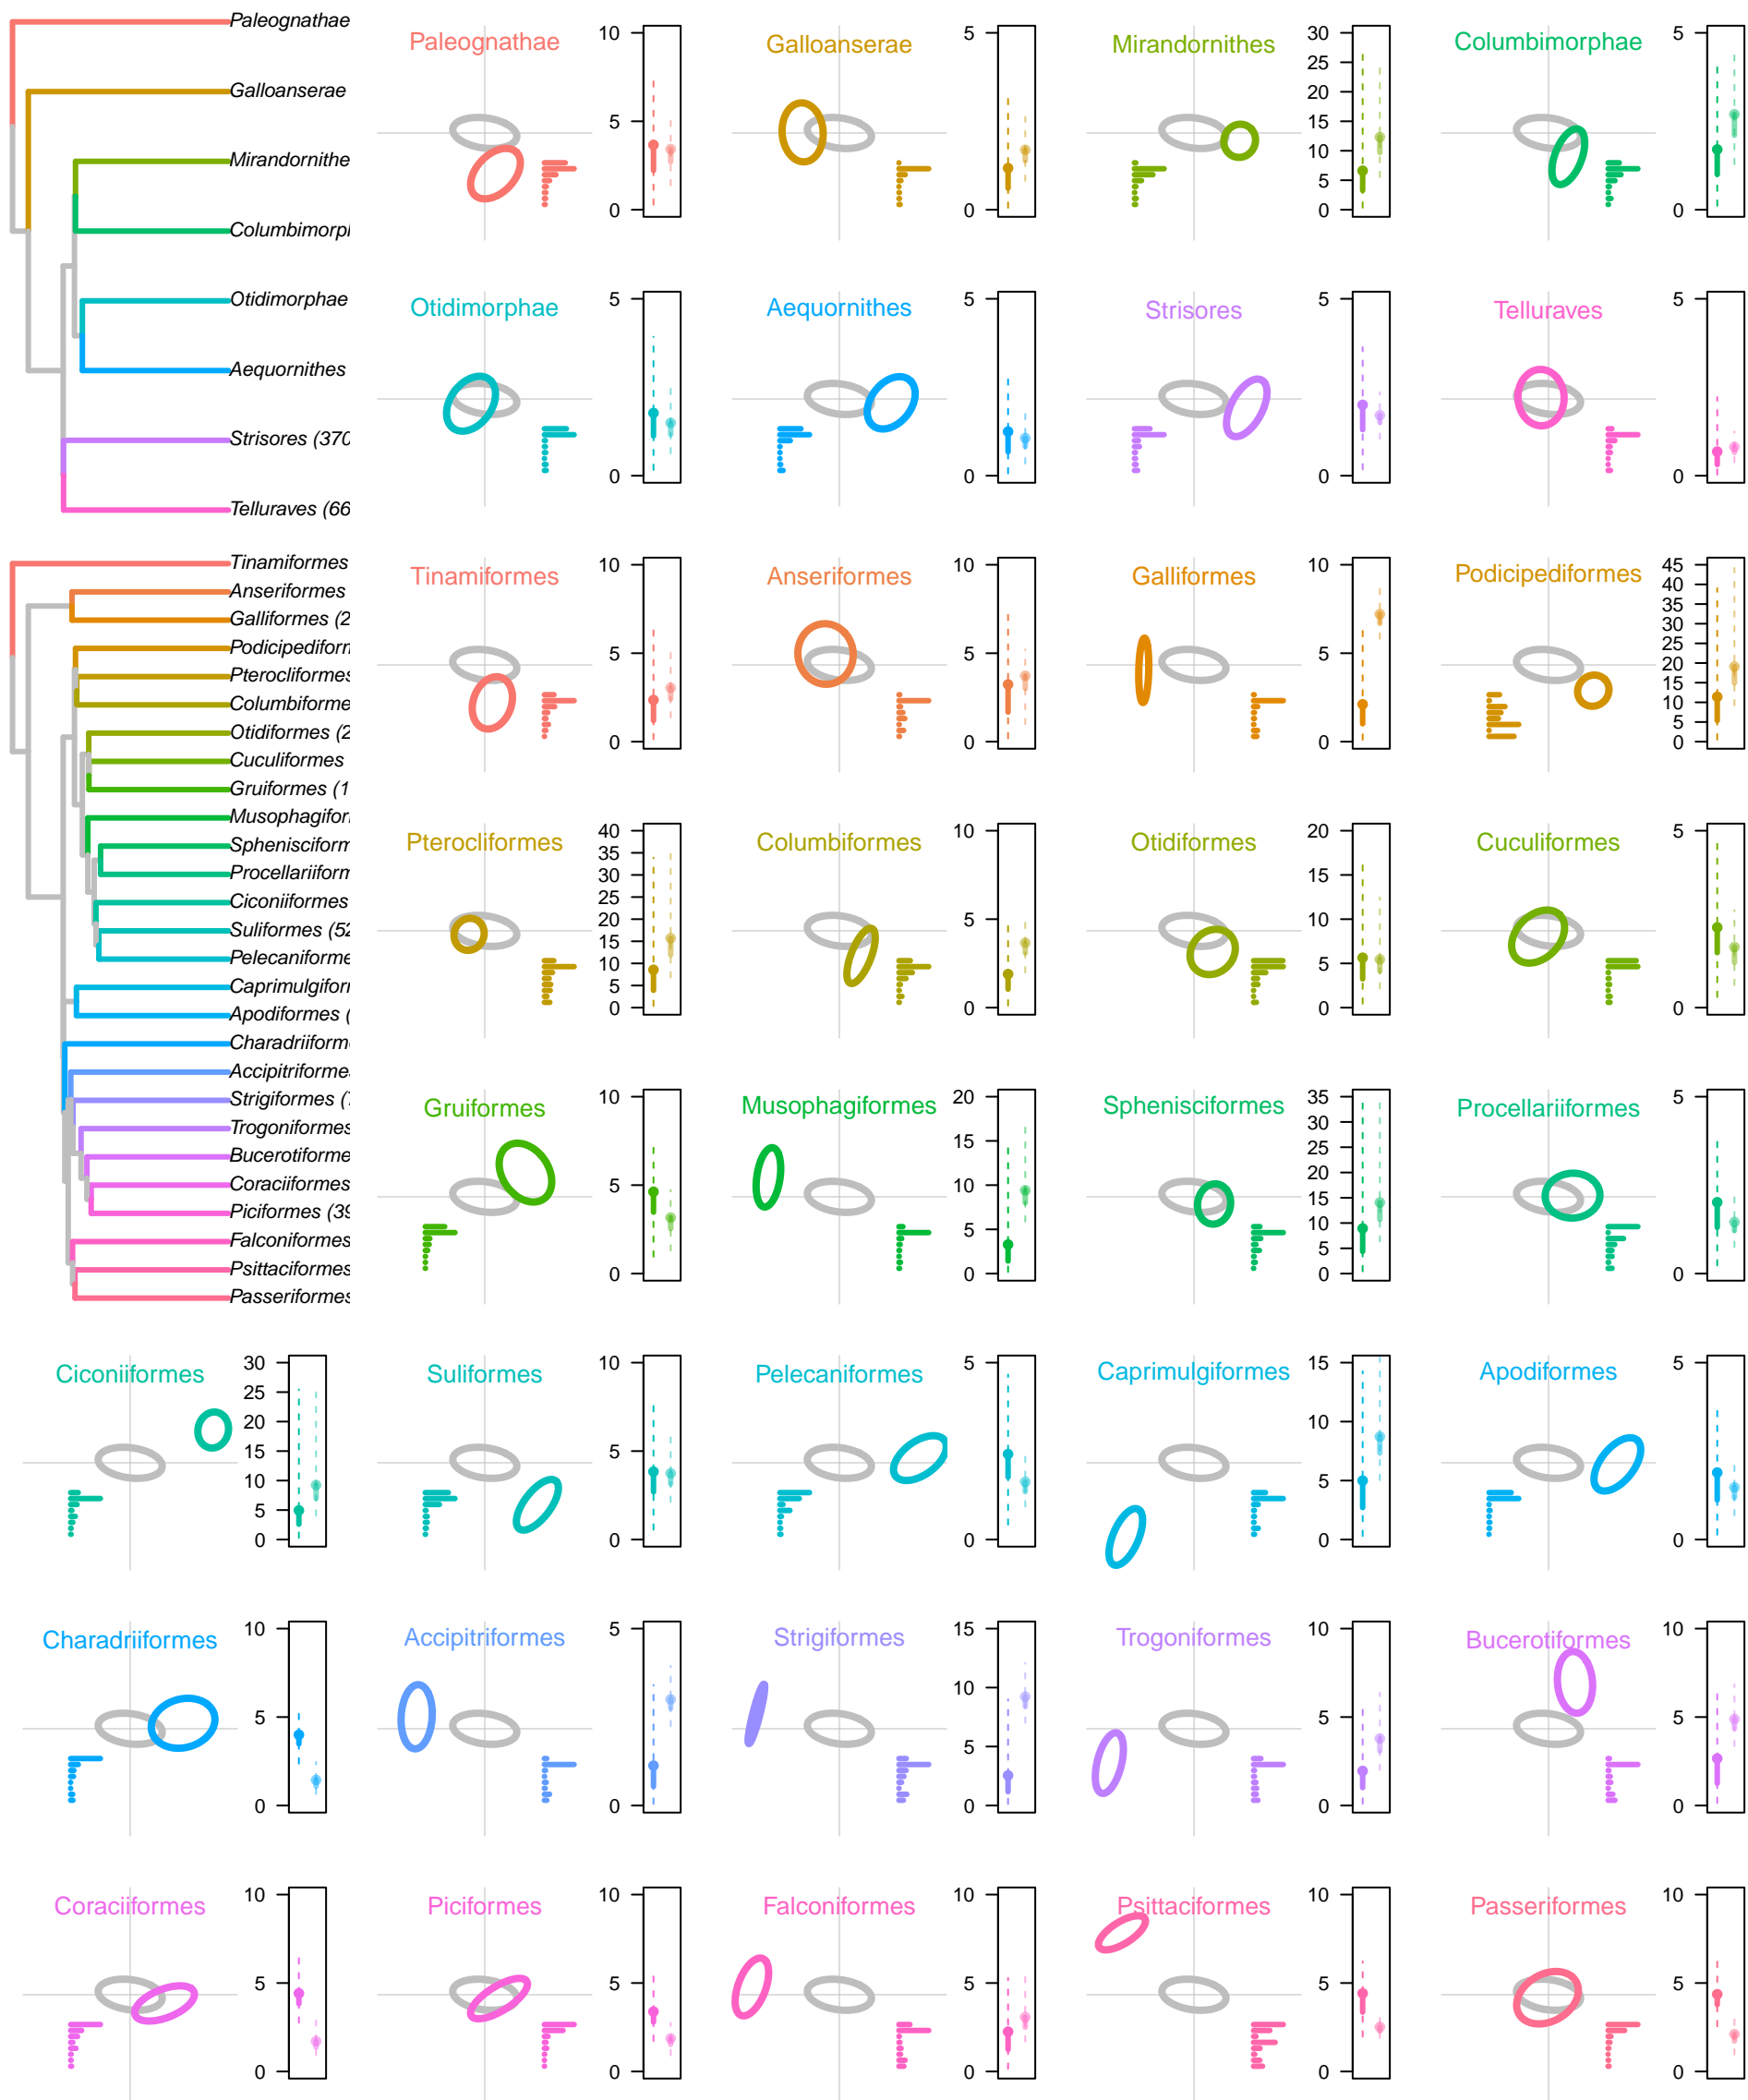 Paleognathae
Galloanserae
Mirandornithe
Columbimorpl
Otidimorphae
Aequornithes
Strisores (370
Telluraves (66
Paleognathae
10
5
0
Galloanserae
5
0
Mirandornithes
30
25
20
15
10
5
0
Columbimorphae
5
0
Otidimorphae
5
0
Aequornithes
5
0
Strisores
5
0
Telluraves
5
0
Tinamiformes
Anseriformes
Galliformes (2
Podicipediforn
Pterocliformes
Columbiforme
Otidiformes (2
Cuculiformes
Gruiformes (1
Musophagifor
Sphenisciform
Procellariiform
Ciconiiformes
Suliformes (52
Pelecaniforme
Caprimulgifor
Apodiformes (
Charadriiform
Accipitriforme
Strigiformes (7
Trogoniformes
Bucerotiforme
Coraciiformes
Piciformes (39
Falconiformes
Psittaciformes
Passeriformes
Tinamiformes
10
5
0
Anseriformes
10
5
0
Galliformes
10
5
0
Podicipediformes
45
40
35
30
25
20
15
10
5
0
Pterocliformes
40
35
30
25
20
15
10
5
0
Columbiformes
10
5
0
Otidiformes
20
15
10
5
0
Cuculiformes
5
0
Gruiformes
10
5
0
Musophagiformes
20
15
10
5
0
Sphenisciformes
35
30
25
20
15
10
5
0
Procellariiformes
5
0
Ciconiiformes
30
25
20
15
10
5
0
Suliformes
10
5
0
Pelecaniformes
5
0
Caprimulgiformes
15
10
5
0
Apodiformes
5
0
Charadriiformes
10
5
0
Accipitriformes
5
0
Strigiformes
15
10
5
0
Trogoniformes
10
5
0
Bucerotiformes
10
5
0
Coraciiformes
10
5
0
Piciformes
10
5
0
Falconiformes
10
5
0
Psittaciformes
10
5
0
Passeriformes
10
5
0